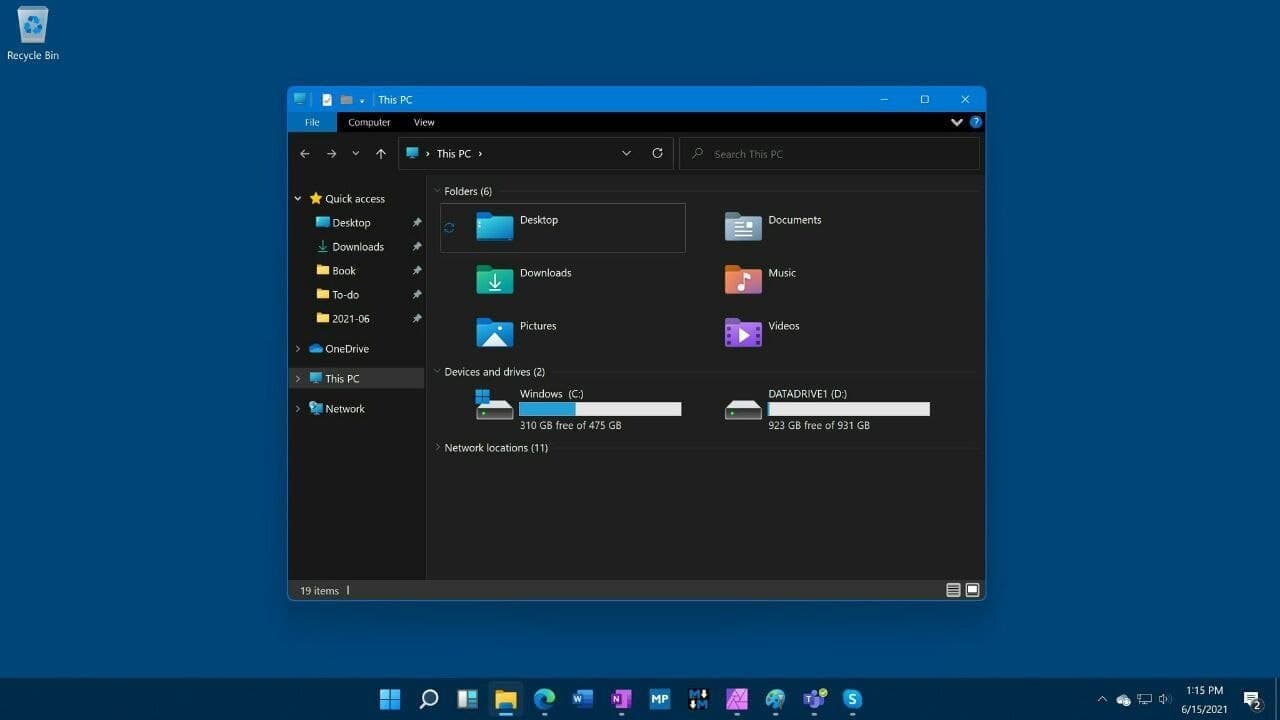 Recycle Bin
This PC
File Computer View
This PC
Search This PC
Quick access
Desktop
Downloads
Book
To-do
2021-06
OneDrive
This PC
Network
Folders (6)
Desktop
Documents
Downloads
Music
Pictures
Videos
Devices and drives (2)
Windows (C:)
310 GB free of 475 GB
DATADRIVE1 (D:)
923 GB free of 931 GB
Network locations (11)
19 items
W N MP M M T S
1:15 PM
6/15/2021
2